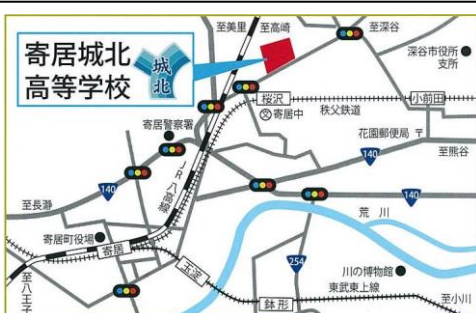 寄居城北
高等学校
城北
至美里
至高崎
至深谷
深谷市役所
支所
桜沢
秩父鉄道
小前田
寄居中
花園郵便局
至熊谷
寄居警察署
JR八高線
140
140
140
至長瀞
荒川
寄居町役場
寄居
玉淀
254
川の博物館
東武東上線
至八王子
鉢形
至小川